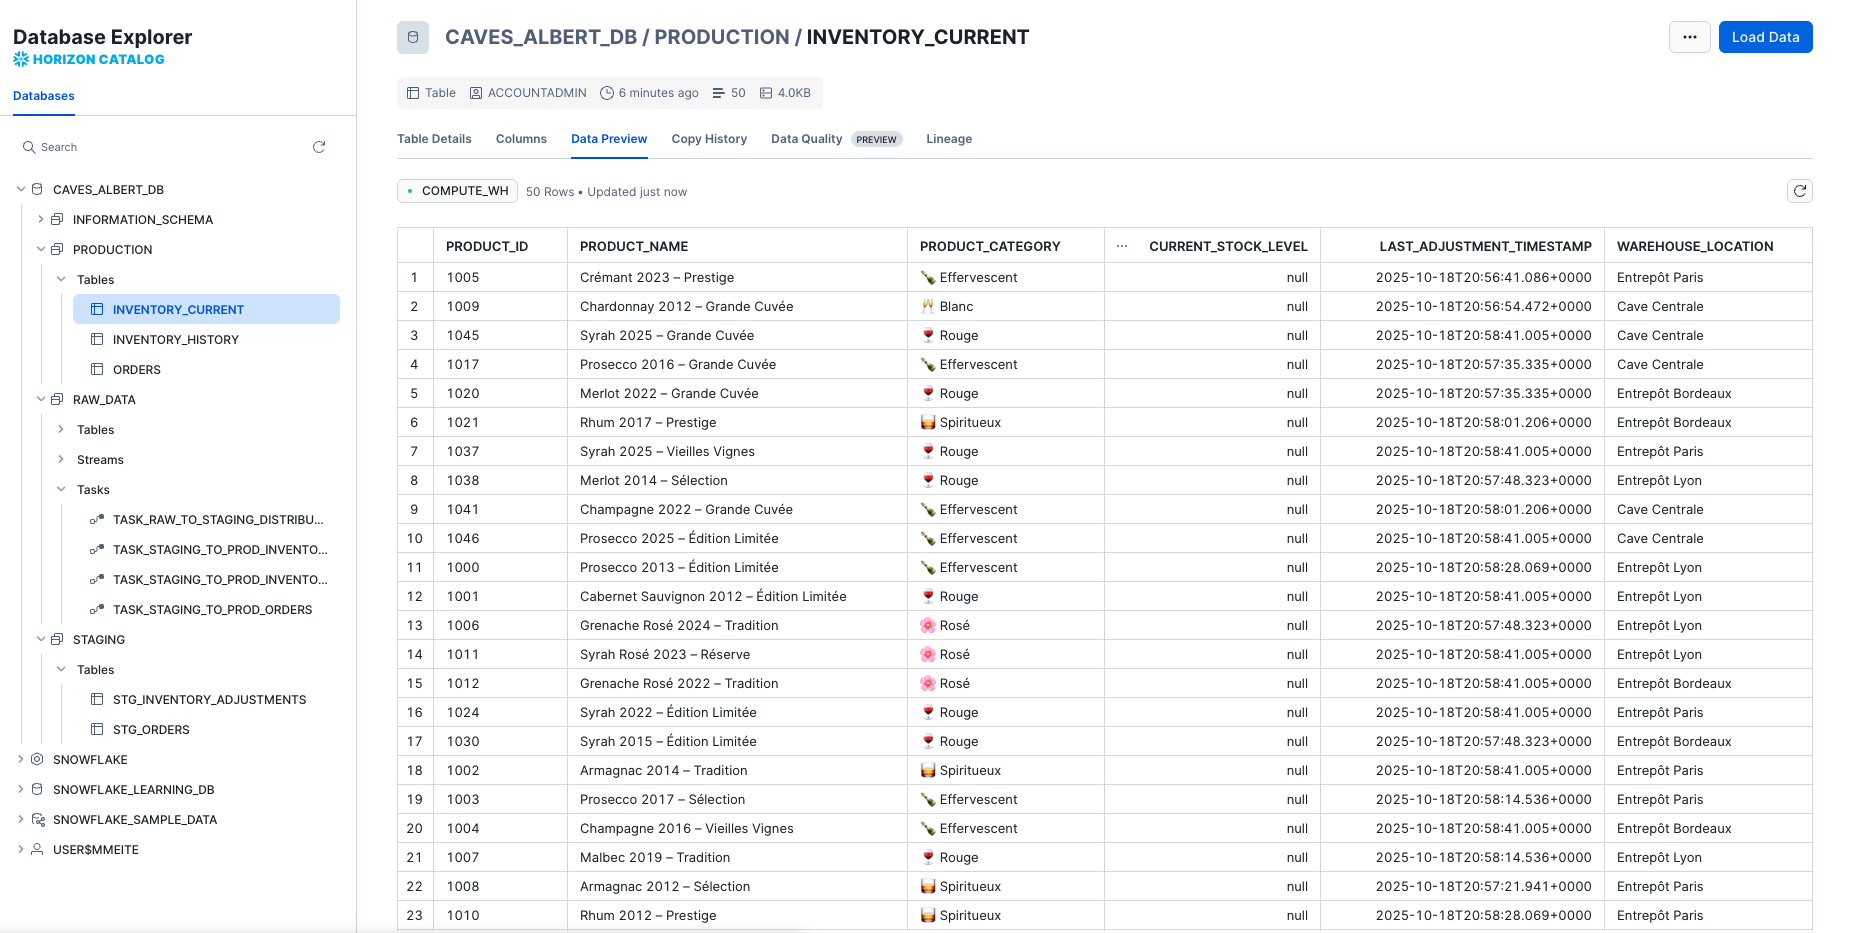 Database Explorer
HORIZON CATALOG
Databases
Search
CAVES_ALBERT_DB
INFORMATION_SCHEMA
PRODUCTION
Tables
INVENTORY_CURRENT
INVENTORY_HISTORY
ORDERS
RAW_DATA
Tables
Streams
Tasks
TASK_RAW_TO_STAGING_DISTRIBU...
TASK_STAGING_TO_PROD_INVENTO...
TASK_STAGING_TO_PROD_INVENTO...
TASK_STAGING_TO_PROD_ORDERS
STAGING
Tables
STG_INVENTORY_ADJUSTMENTS
STG_ORDERS
SNOWFLAKE
SNOWFLAKE_LEARNING_DB
SNOWFLAKE_SAMPLE_DATA
USER$MMEITE
CAVES_ALBERT_DB / PRODUCTION / INVENTORY_CURRENT
... Load Data
Table ACCOUNTADMIN 6 minutes ago 50 4.0KB
Table Details Columns Data Preview Copy History Data Quality PREVIEW Lineage
COMPUTE_WH 50 Rows • Updated just now
PRODUCT_ID PRODUCT_NAME PRODUCT_CATEGORY ... CURRENT_STOCK_LEVEL LAST_ADJUSTMENT_TIMESTAMP WAREHOUSE_LOCATION
1 1005 Crémant 2023 – Prestige 🍾 Effervescent null 2025-10-18T20:56:41.086+0000 Entrepôt Paris
2 1009 Chardonnay 2012 – Grande Cuvée 🥂 Blanc null 2025-10-18T20:56:54.472+0000 Cave Centrale
3 1045 Syrah 2025 – Grande Cuvée 🍷 Rouge null 2025-10-18T20:58:41.005+0000 Cave Centrale
4 1017 Prosecco 2016 – Grande Cuvée 🍾 Effervescent null 2025-10-18T20:57:35.335+0000 Cave Centrale
5 1020 Merlot 2022 – Grande Cuvée 🍷 Rouge null 2025-10-18T20:57:35.335+0000 Entrepôt Bordeaux
6 1021 Rhum 2017 – Prestige 🥃 Spiritueux null 2025-10-18T20:58:01.206+0000 Entrepôt Bordeaux
7 1037 Syrah 2025 – Vieilles Vignes 🍷 Rouge null 2025-10-18T20:58:41.005+0000 Entrepôt Paris
8 1038 Merlot 2014 – Sélection 🍷 Rouge null 2025-10-18T20:57:48.323+0000 Entrepôt Lyon
9 1041 Champagne 2022 – Grande Cuvée 🍾 Effervescent null 2025-10-18T20:58:01.206+0000 Cave Centrale
10 1046 Prosecco 2025 – Édition Limitée 🍾 Effervescent null 2025-10-18T20:58:41.005+0000 Cave Centrale
11 1000 Prosecco 2013 – Édition Limitée 🍾 Effervescent null 2025-10-18T20:58:28.069+0000 Entrepôt Lyon
12 1001 Cabernet Sauvignon 2012 – Édition Limitée 🍷 Rouge null 2025-10-18T20:58:41.005+0000 Entrepôt Lyon
13 1006 Grenache Rosé 2024 – Tradition 🌸 Rosé null 2025-10-18T20:57:48.323+0000 Entrepôt Lyon
14 1011 Syrah Rosé 2023 – Réserve 🌸 Rosé null 2025-10-18T20:58:41.005+0000 Entrepôt Lyon
15 1012 Grenache Rosé 2022 – Tradition 🌸 Rosé null 2025-10-18T20:58:41.005+0000 Entrepôt Bordeaux
16 1024 Syrah 2022 – Édition Limitée 🍷 Rouge null 2025-10-18T20:58:41.005+0000 Entrepôt Paris
17 1030 Syrah 2015 – Édition Limitée 🍷 Rouge null 2025-10-18T20:57:48.323+0000 Entrepôt Bordeaux
18 1002 Armagnac 2014 – Tradition 🥃 Spiritueux null 2025-10-18T20:58:41.005+0000 Entrepôt Paris
19 1003 Prosecco 2017 – Sélection 🍾 Effervescent null 2025-10-18T20:58:14.536+0000 Entrepôt Paris
20 1004 Champagne 2016 – Vieilles Vignes 🍾 Effervescent null 2025-10-18T20:58:41.005+0000 Entrepôt Bordeaux
21 1007 Malbec 2019 – Tradition 🍷 Rouge null 2025-10-18T20:58:14.536+0000 Entrepôt Lyon
22 1008 Armagnac 2012 – Sélection 🥃 Spiritueux null 2025-10-18T20:57:21.941+0000 Entrepôt Paris
23 1010 Rhum 2012 – Prestige 🥃 Spiritueux null 2025-10-18T20:58:28.069+0000 Entrepôt Paris